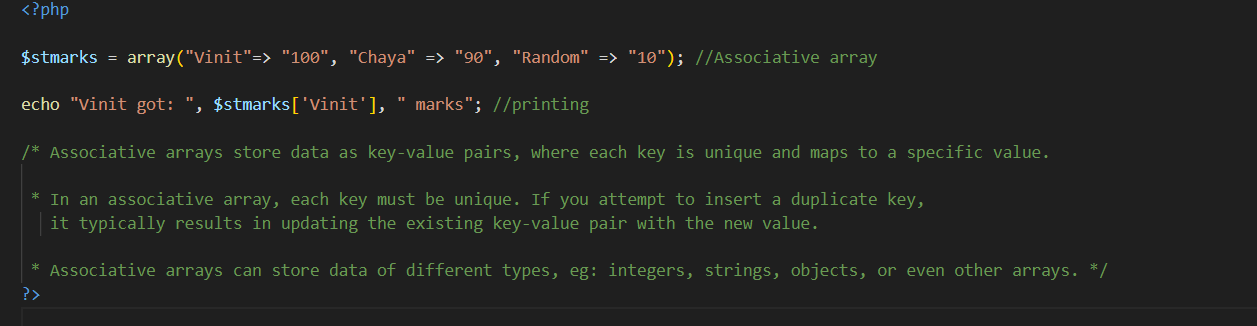 <?php
$stmarks = array("Vinit"=> "100", "Chaya" => "90", "Random" => "10"); //Associative array
echo "Vinit got: ", $stmarks['Vinit'], " marks"; //printing
/* Associative arrays store data as key-value pairs, where each key is unique and maps to a specific value.
* In an associative array, each key must be unique. If you attempt to insert a duplicate key,
it typically results in updating the existing key-value pair with the new value.
* Associative arrays can store data of different types, eg: integers, strings, objects, or even other arrays. */
?>